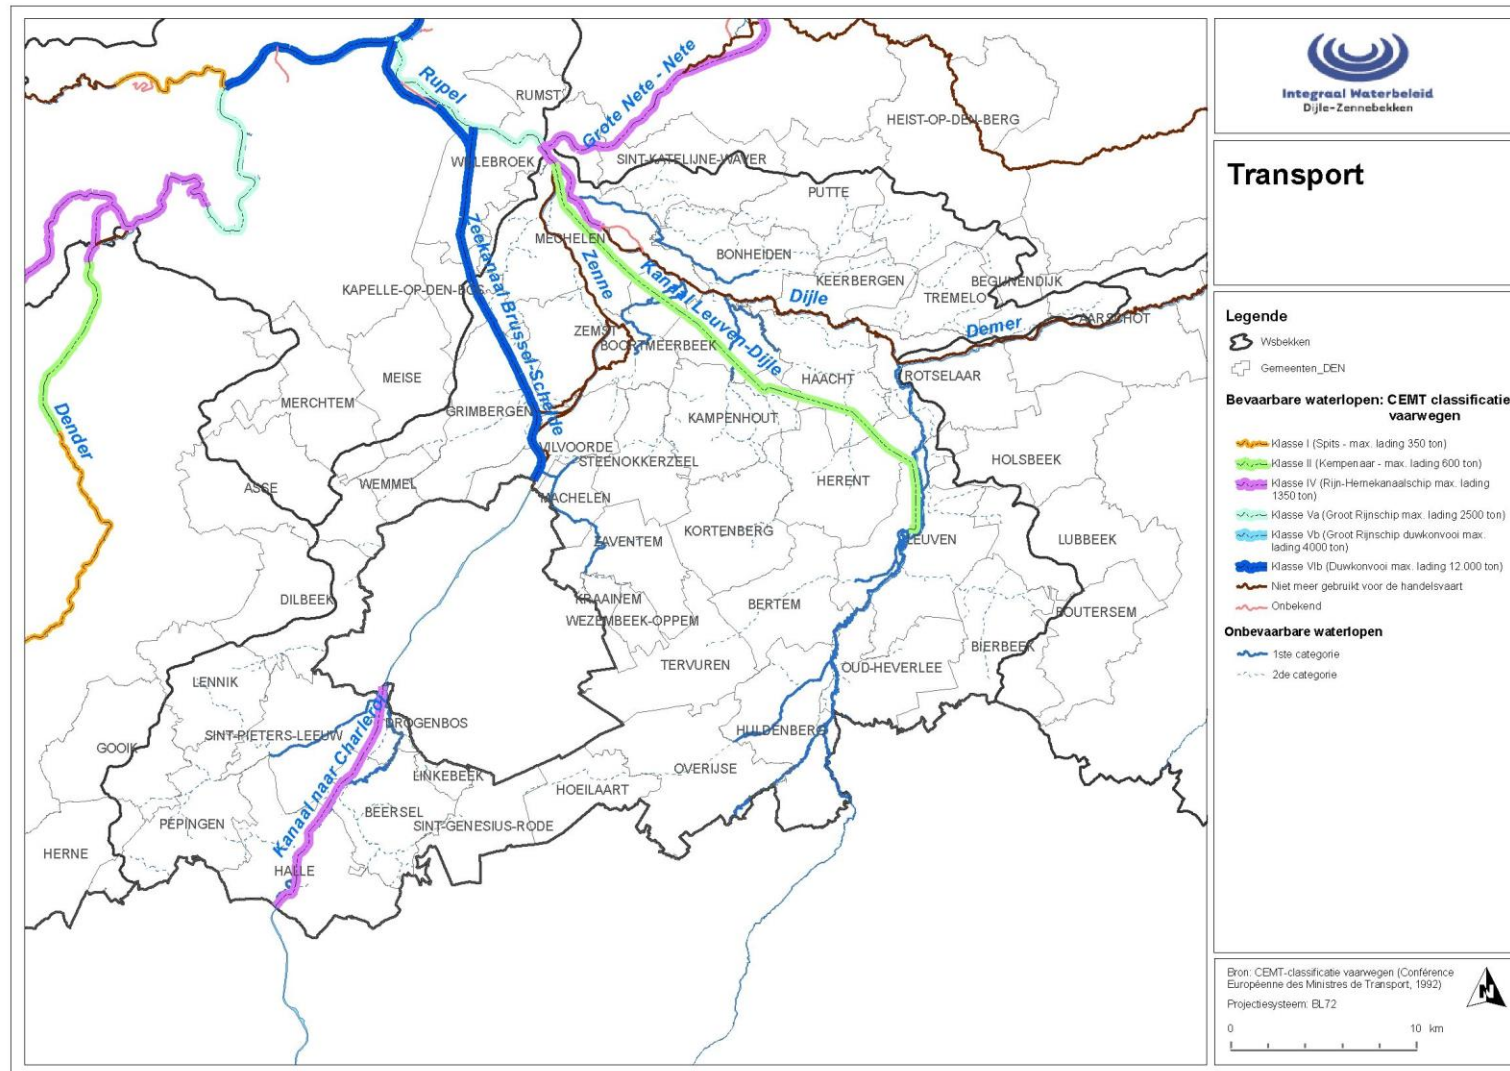 Rupel
Grote Nete - Nete
RUMST
HEIST-OP-DEN-BERG
WILLEBROEK
SINT-KATELIJNE-WAVER
PUTTE
MECHELEN
BONHEIDEN
Zenne
Zeekanaal Brussel-Schelde
Kanaal Leuven-Dijle
KEERBERGEN
BEGIJNENDIJK
TREMELO
KAPELLE-OP-DEN-BOS
Dijle
Demer
AARSCHOT
ZEMST
BOORTMEERBEEK
MEISE
HAACHT
ROTSELAAR
MERCHTEM
GRIMBERGEN
KAMPENHOUT
Dender
VILVOORDE
STEENOKKERZEEL
HOLSBEEK
ASSE
WEMMEL
HERENT
MACHELEN
KORTENBERG
ZAVENTEM
LEUVEN
LUBBEEK
DILBEEK
KRAAINEM
BERTEM
BOUTERSEM
WEZEMBEEK-OPPEM
BIERBEEK
TERVUREN
OUD-HEVERLEE
LENNIK
Kanaal naar Charleroi
DROGENBOS
SINT-PIETERS-LEEUW
HULDENBERG
GOOIK
LINKEBEEK
OVERIJSE
HOEILAART
BEERSEL
PEPINGEN
SINT-GENESIUS-RODE
HERNE
HALLE
Integraal Waterbeleid
Dijle-Zennebekken
Transport
Legende
Wsbekken
Gemeenten_DEN
Bevaarbare waterlopen: CEMT classificatie
vaarwegen
Klasse I (Spits - max. lading 350 ton)
Klasse II (Kempenaar - max. lading 600 ton)
Klasse IV (Rijn-Hernekanaalschip max. lading
1350 ton)
Klasse Va (Groot Rijnschip max. lading 2500 ton)
Klasse Vb (Groot Rijnschip duwkonvooi max.
lading 4000 ton)
Klasse VIb (Duwkonvooi max. lading 12.000 ton)
Niet meer gebruikt voor de handelsvaart
Onbekend
Onbevaarbare waterlopen
1ste categorie
2de categorie
Bron: CEMT-classificatie vaarwegen (Conférence
Européenne des Ministres de Transport, 1992)
Projectiesysteem: BL72
N
0 10 km